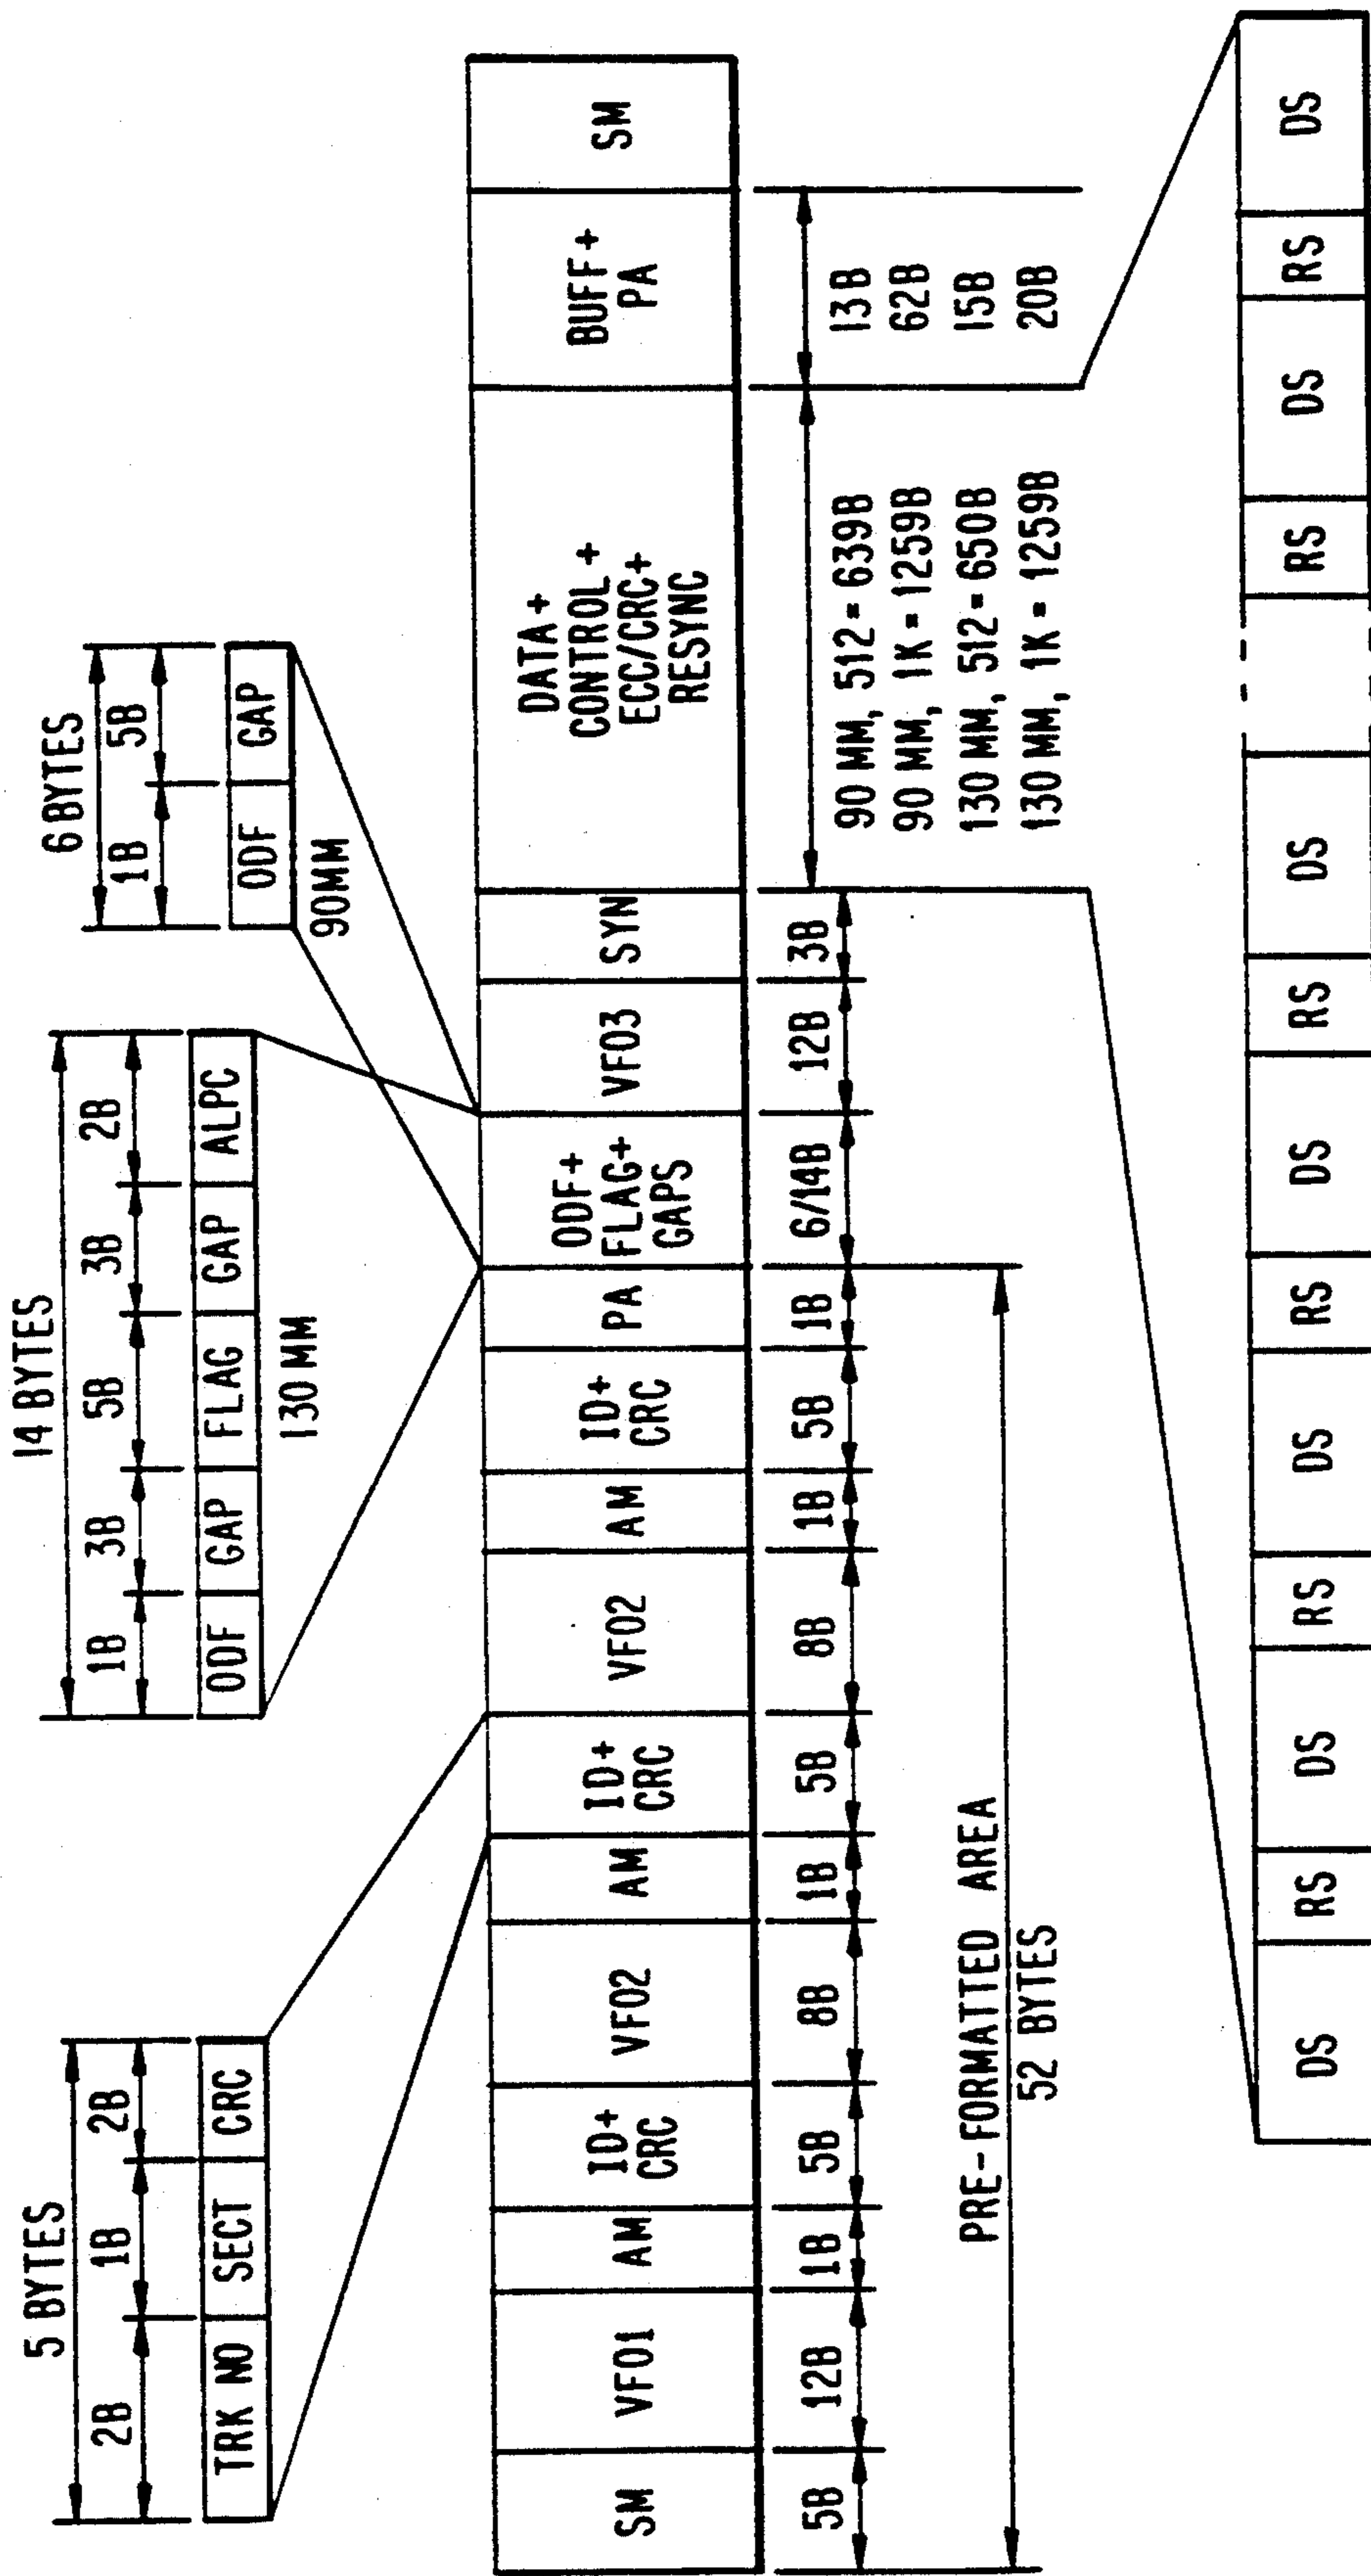 5 BYTES
2B 1B 2B
TRK NO SECT CRC
14 BYTES
1B 3B 5B 3B 2B
ODF GAP FLAG GAP ALPC
130 MM
6 BYTES
1B 5B
ODF GAP
90MM
SM VFO1 AM ID+ CRC VFO2 AM ID+ CRC VFO2 AM ID+ CRC PA ODF+ FLAG+ GAPS VFO3 SYN DATA+ CONTROL+ ECC/CRC+ RESYNC BUFF+ PA SM
5B 12B 1B 5B 8B 1B 5B 8B 1B 5B 1B 6/14B 12B 3B
90 MM, 512 = 639B 13B
90 MM, 1K = 1259B 62B
130 MM, 512 = 650B 15B
130 MM, 1K = 1259B 20B
PRE-FORMATTED AREA
52 BYTES
DS RS DS RS DS RS DS RS DS RS DS RS DS RS DS